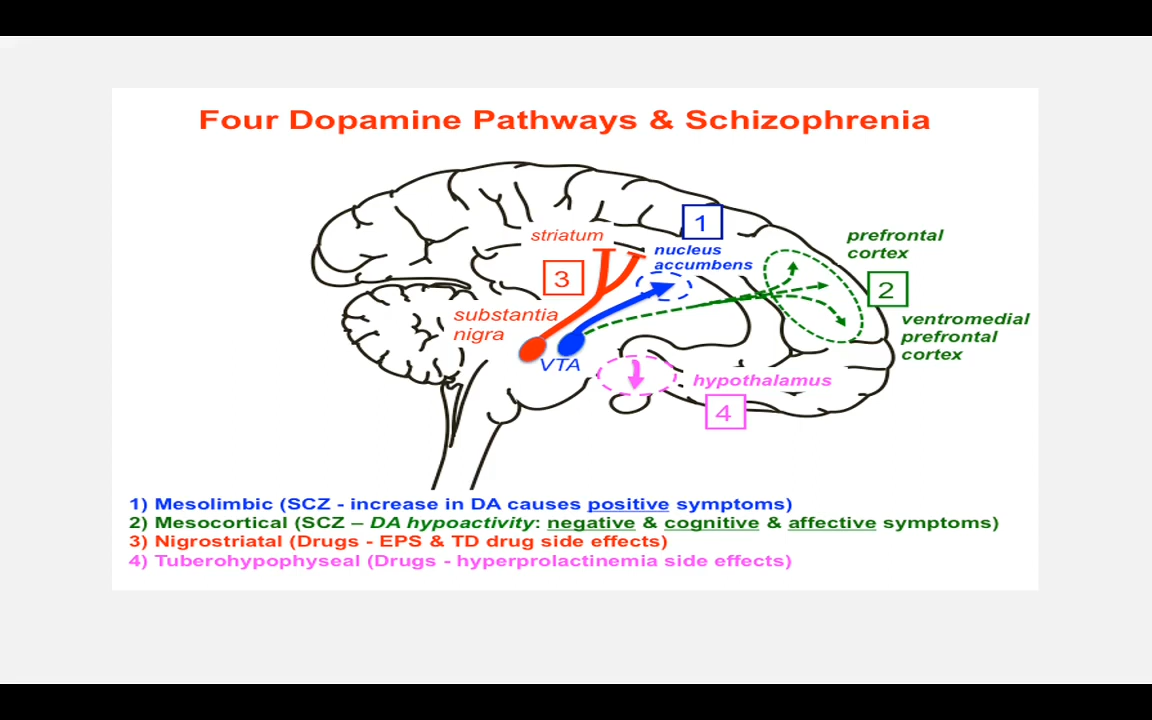 Four Dopamine Pathways & Schizophrenia
1
striatum
nucleus
accumbens
prefrontal
cortex
3
2
substantia
nigra
ventromedial
prefrontal
cortex
VTA
hypothalamus
4
1) Mesolimbic (SCZ - increase in DA causes positive symptoms)
2) Mesocortical (SCZ – DA hypoactivity: negative & cognitive & affective symptoms)
3) Nigrostriatal (Drugs - EPS & TD drug side effects)
4) Tuberohypophyseal (Drugs - hyperprolactinemia side effects)